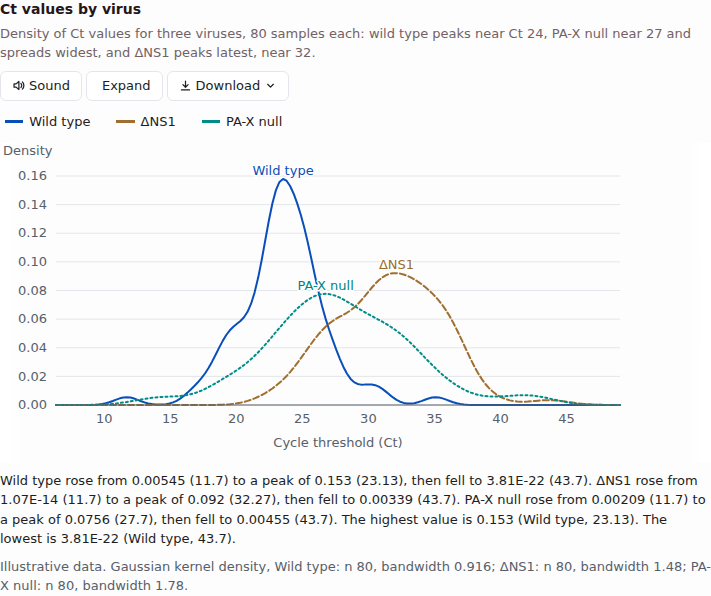 Ct values by virus
Density of Ct values for three viruses, 80 samples each: wild type peaks near Ct 24, PA-X null near 27 and
spreads widest, and ΔNS1 peaks latest, near 32.
Sound Expand Download
Wild type ΔNS1 PA-X null
Density
Wild type
0.16
0.14
0.12
0.10
ΔNS1
0.08
PA-X null
0.06
0.04
0.02
0.00
10 15 20 25 30 35 40 45
Cycle threshold (Ct)
Wild type rose from 0.00545 (11.7) to a peak of 0.153 (23.13), then fell to 3.81E-22 (43.7). ΔNS1 rose from
1.07E-14 (11.7) to a peak of 0.092 (32.27), then fell to 0.00339 (43.7). PA-X null rose from 0.00209 (11.7) to
a peak of 0.0756 (27.7), then fell to 0.00455 (43.7). The highest value is 0.153 (Wild type, 23.13). The
lowest is 3.81E-22 (Wild type, 43.7).
Illustrative data. Gaussian kernel density, Wild type: n 80, bandwidth 0.916; ΔNS1: n 80, bandwidth 1.48; PA-
X null: n 80, bandwidth 1.78.